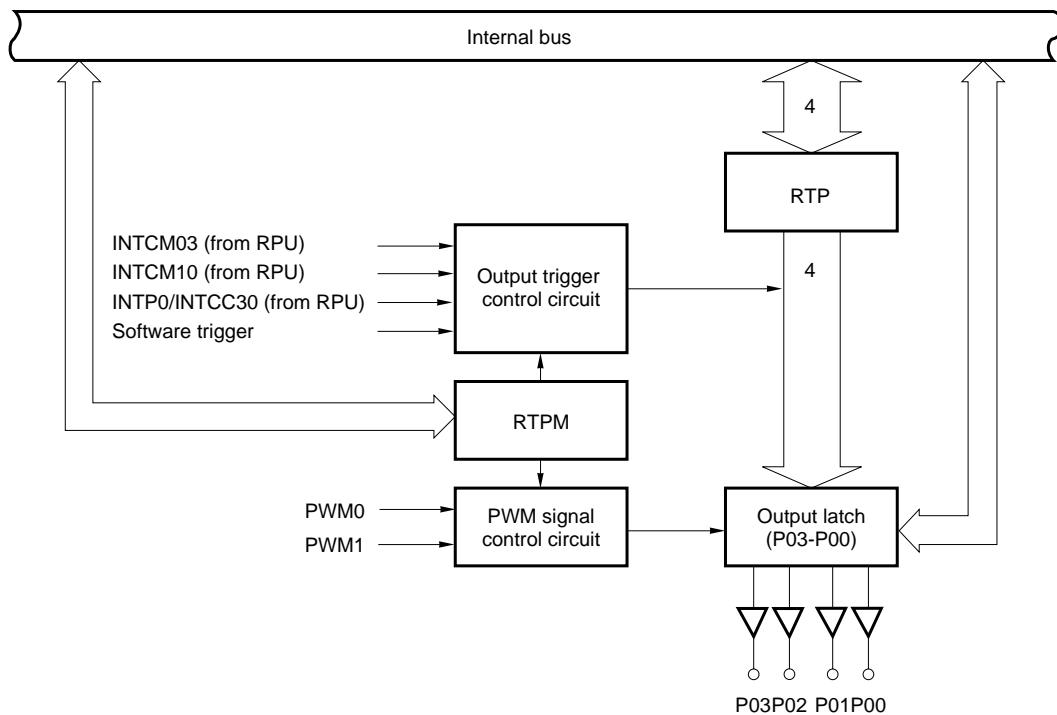 Internal bus
4
RTP
INTCM03 (from RPU)
INTCM10 (from RPU)
INTP0/INTCC30 (from RPU)
Software trigger
Output trigger
control circuit
4
RTPM
PWM0
PWM1
PWM signal
control circuit
Output latch
(P03-P00)
P03P02 P01P00